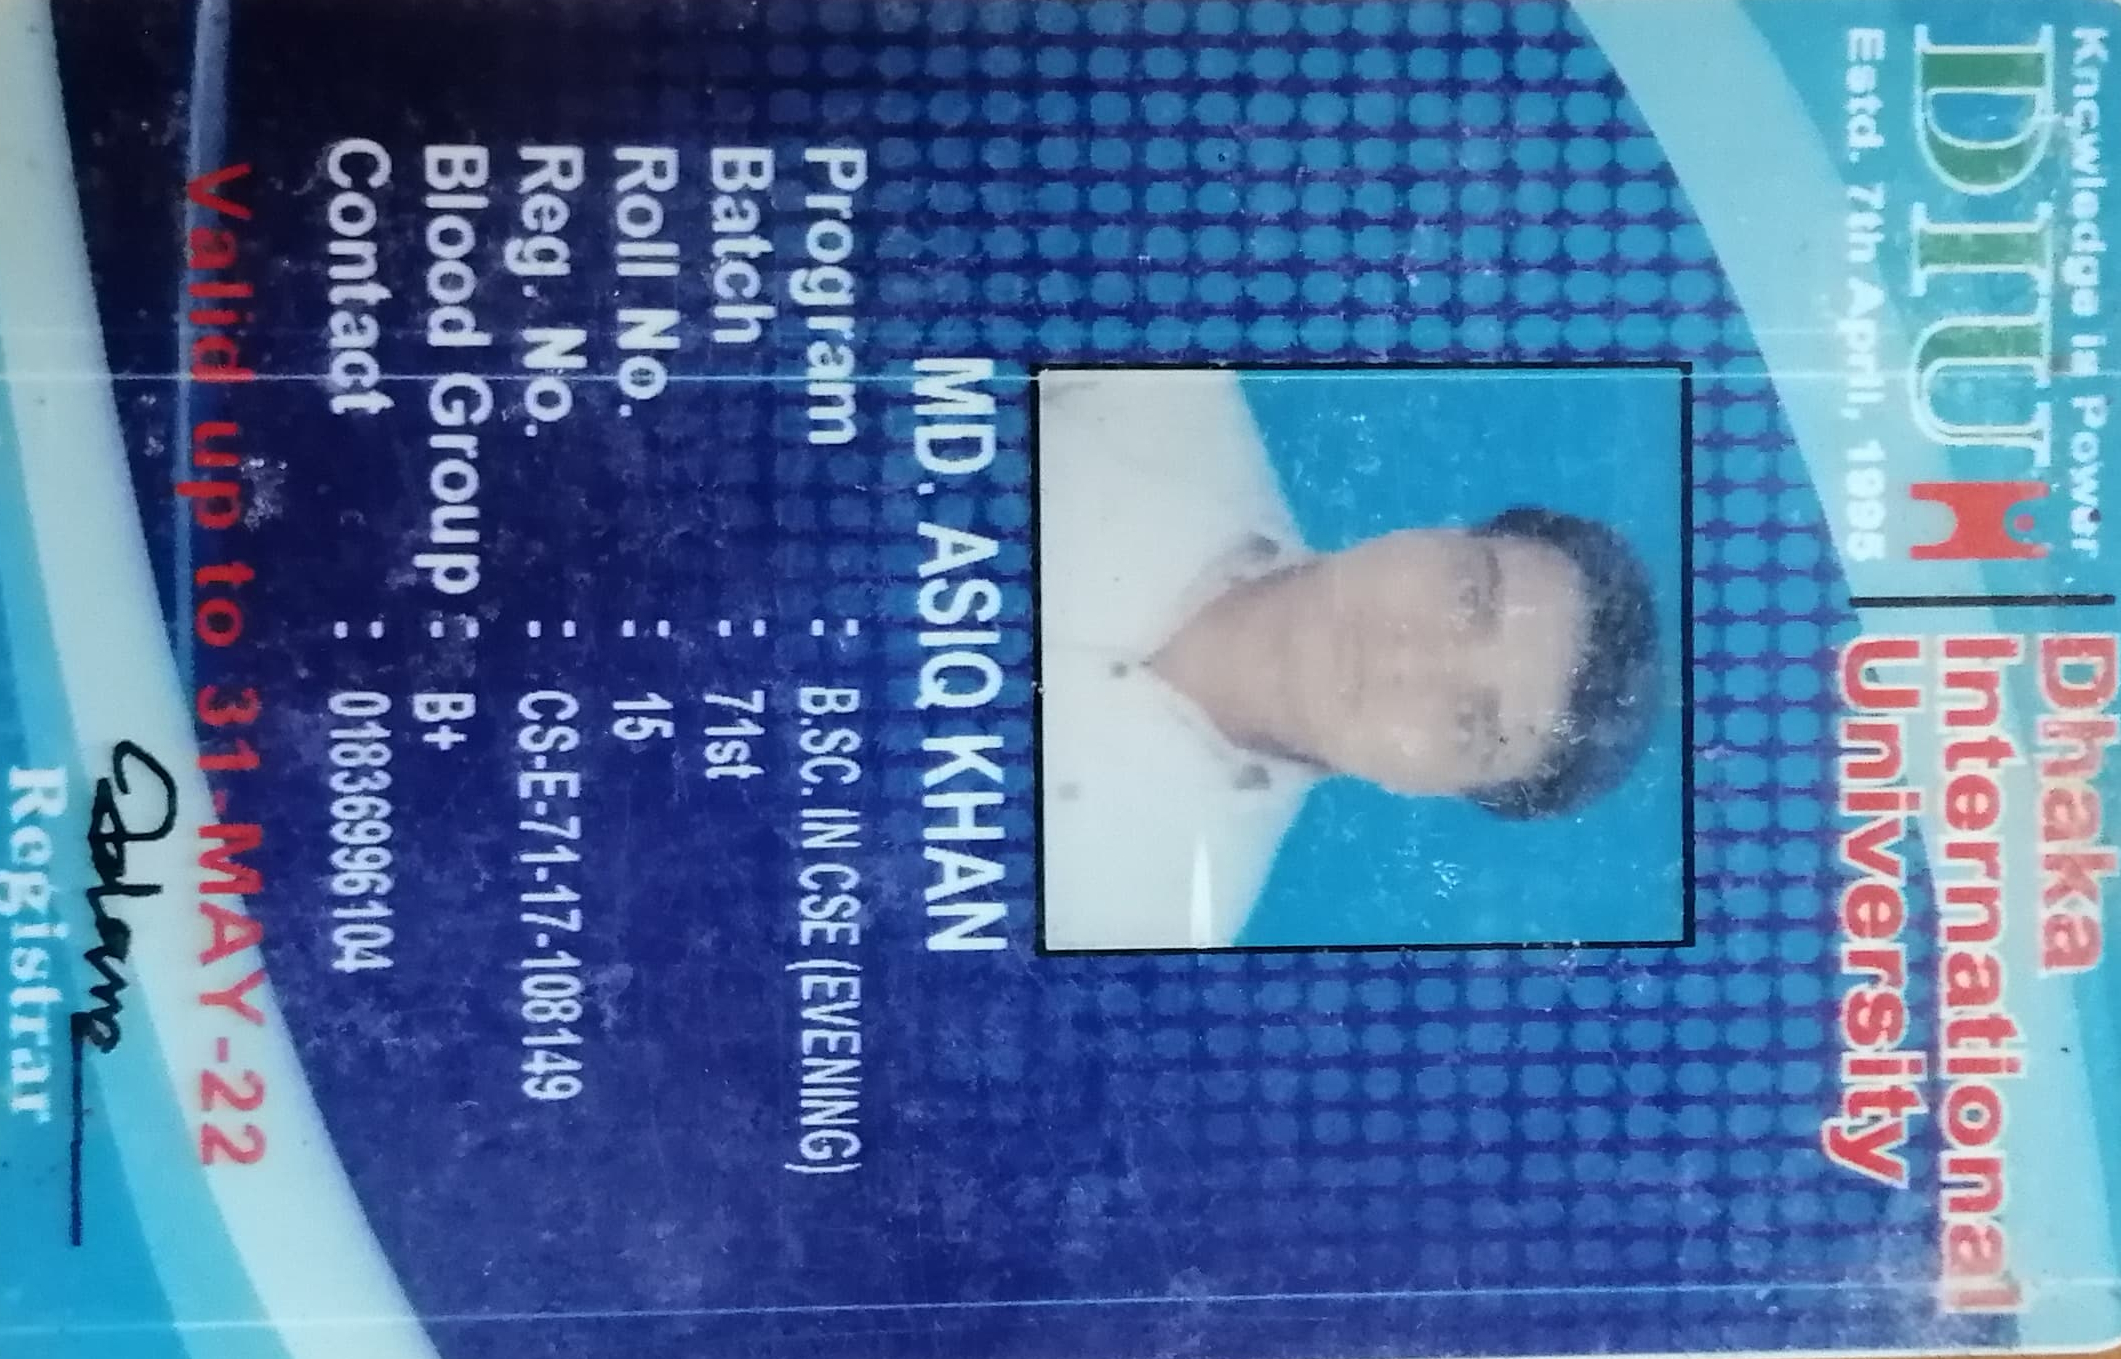 Knowledge is Power
DIU
Estd. 7th April, 1995
Dhaka
International
University
MD. ASIQ KHAN
Program : B.SC. IN CSE (EVENING)
Batch : 71st
Roll No. : 15
Reg. No. : CS-E-71-17-108149
Blood Group : B+
Contact : 01836996104
Valid up to 31-MAY-22
Registrar